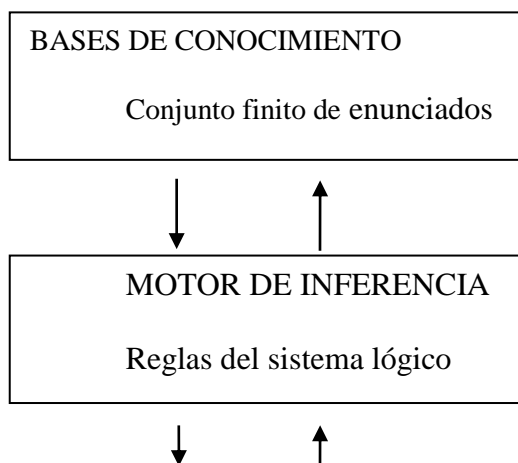 BASES DE CONOCIMIENTO
Conjunto finito de enunciados
MOTOR DE INFERENCIA
Reglas del sistema lógico